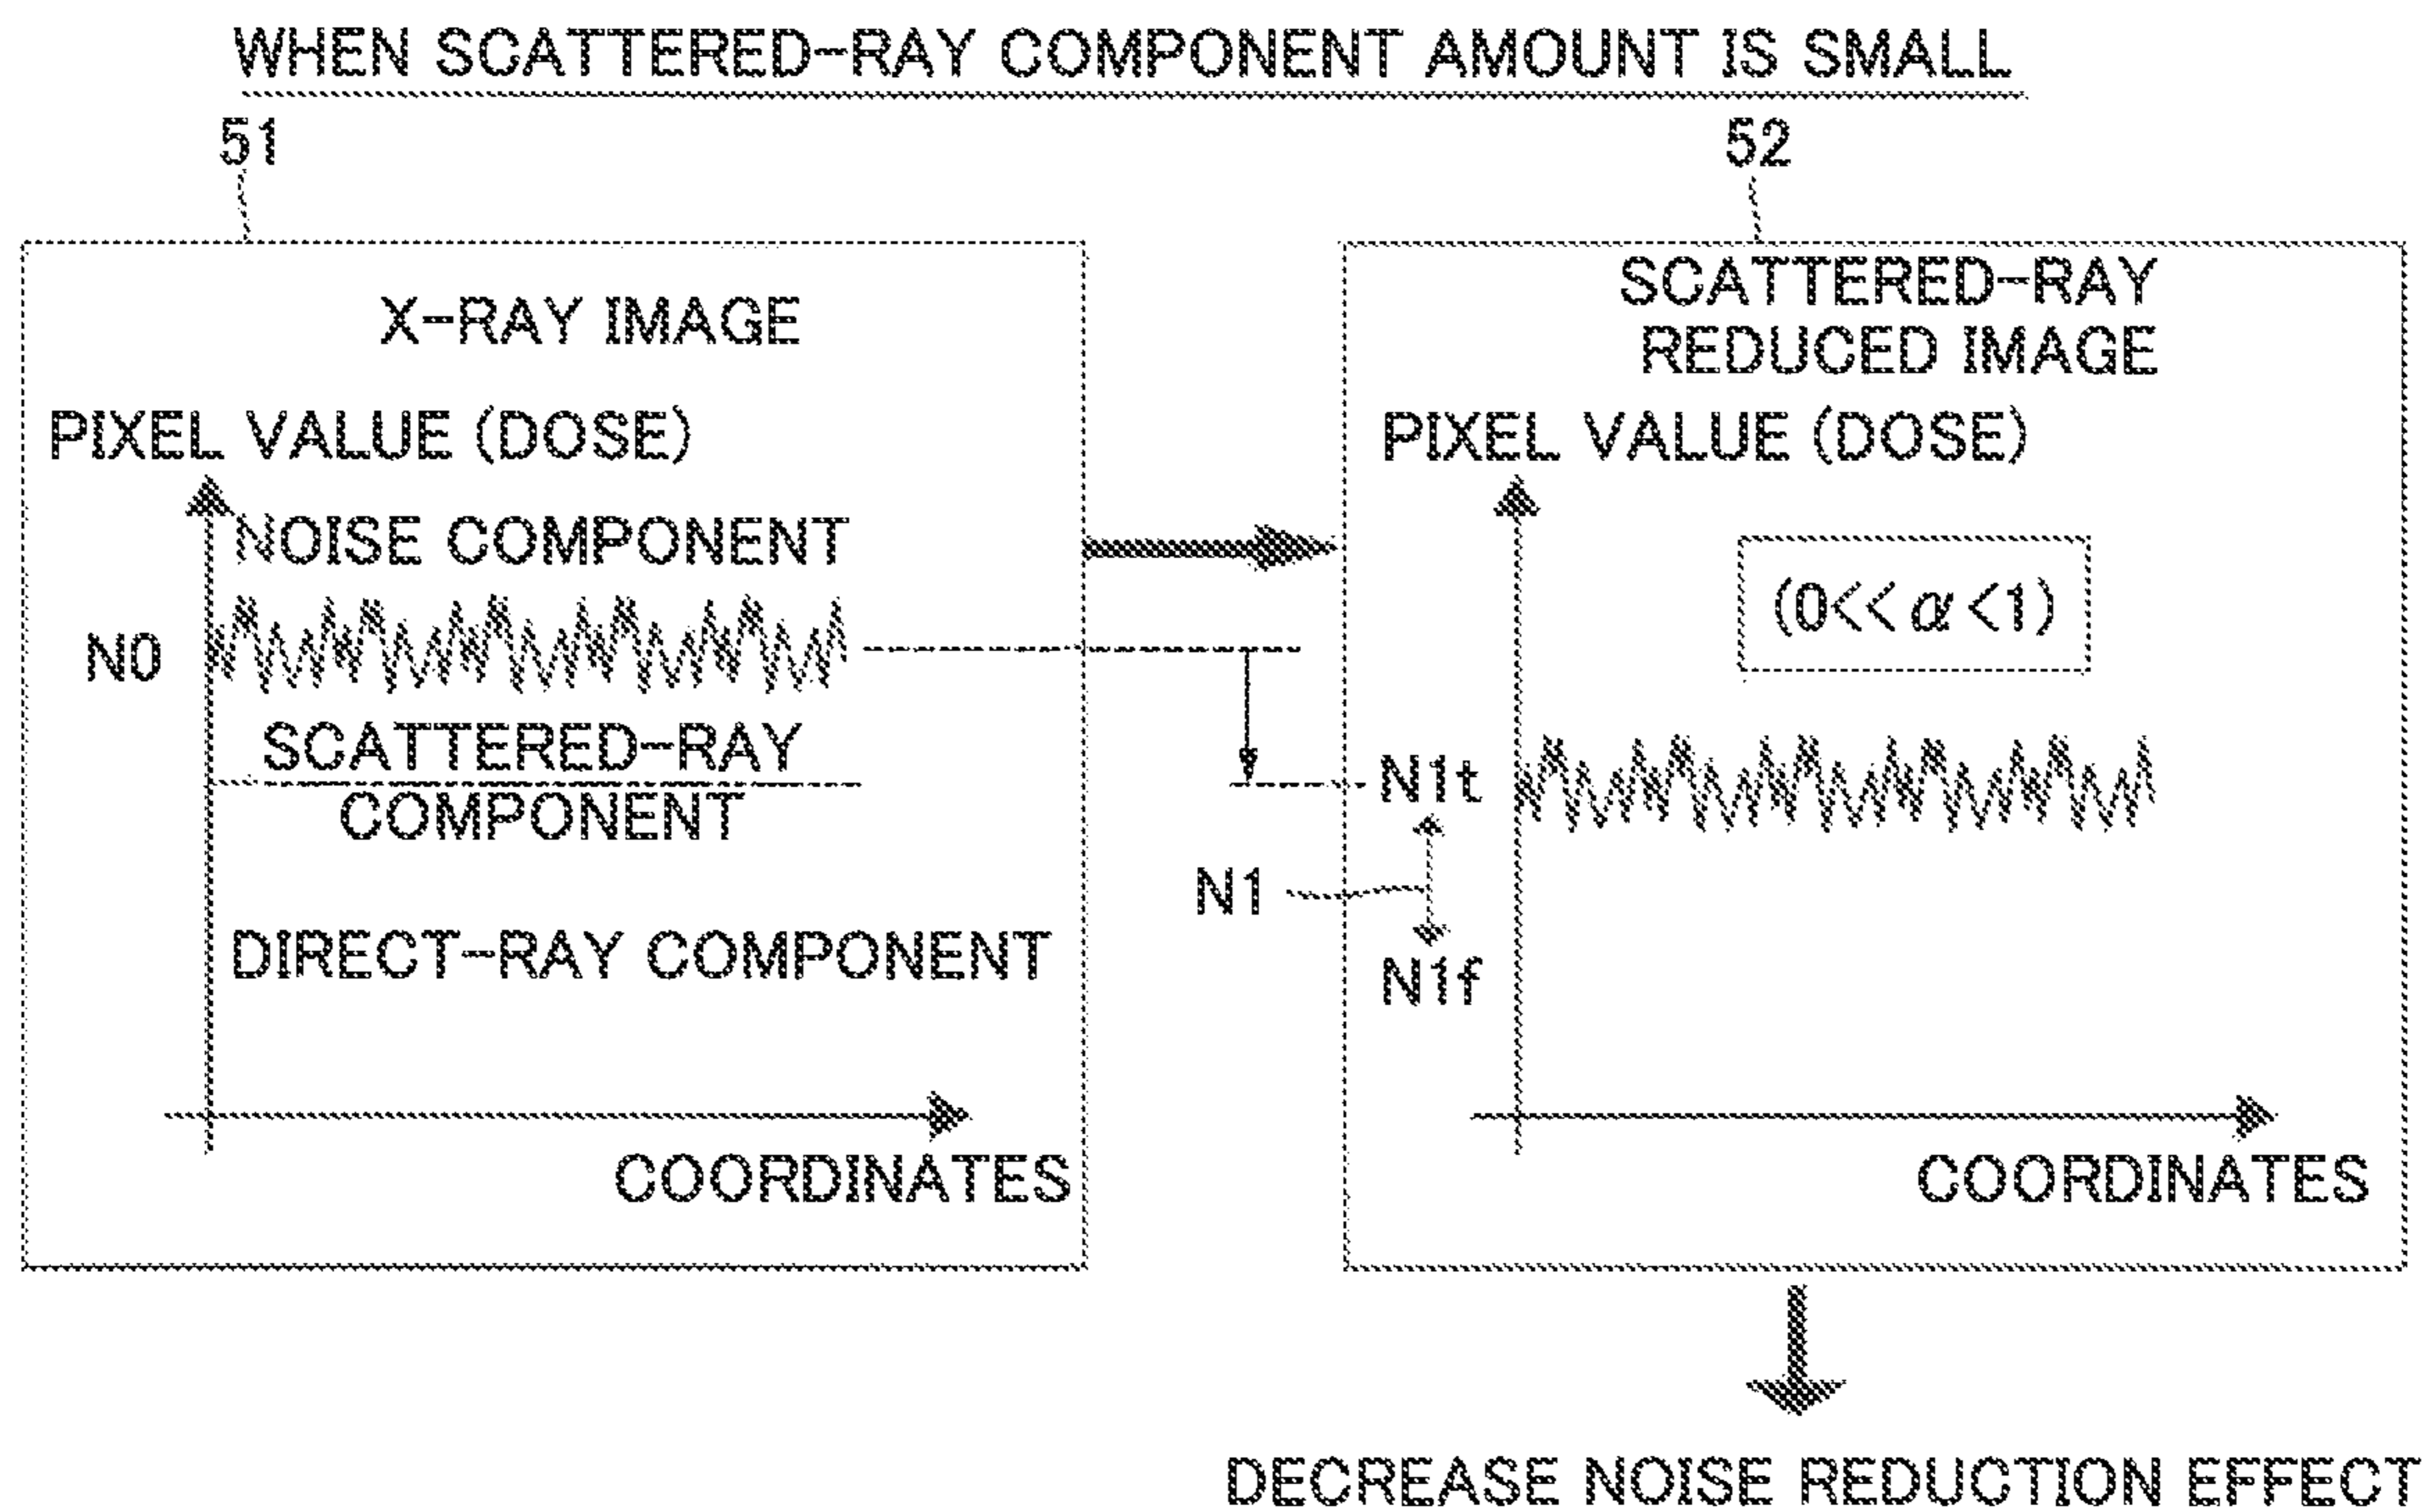 WHEN SCATTERED-RAY COMPONENT AMOUNT IS SMALL
51
52
X-RAY IMAGE
PIXEL VALUE (DOSE)
NOISE COMPONENT
N0
SCATTERED-RAY
COMPONENT
DIRECT-RAY COMPONENT
COORDINATES
SCATTERED-RAY
REDUCED IMAGE
PIXEL VALUE (DOSE)
(0<<α<1)
N1t
N1
N1f
COORDINATES
DECREASE NOISE REDUCTION EFFECT